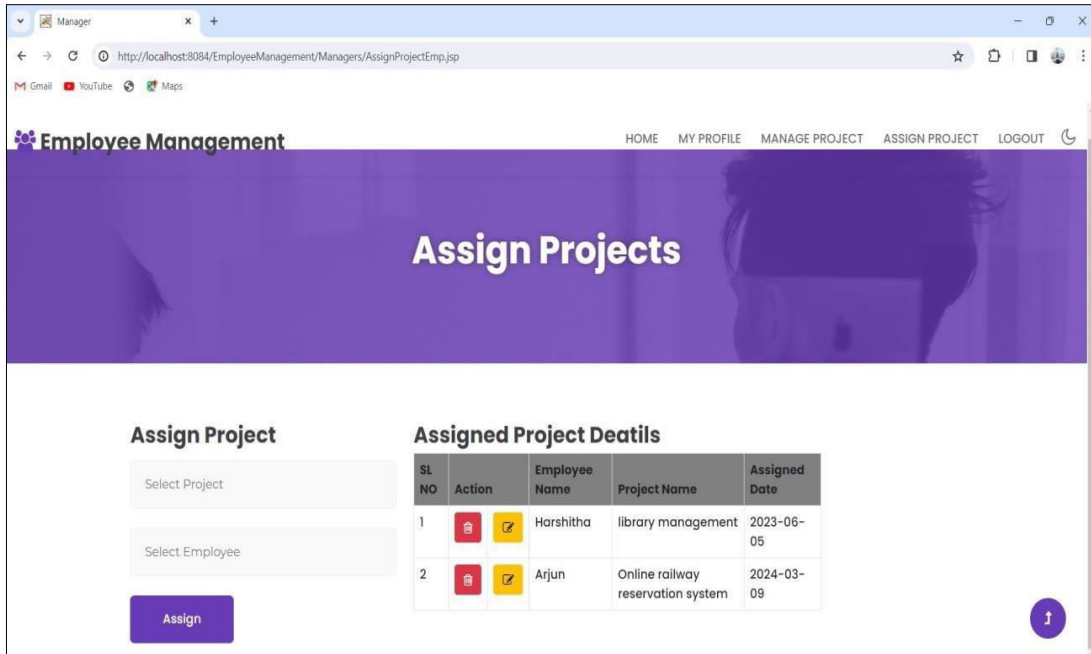 Manager
http://localhost:8084/EmployeeManagement/Managers/AssignProjectEmp.jsp
Gmail YouTube Maps
Employee Management HOME MY PROFILE MANAGE PROJECT ASSIGN PROJECT LOGOUT
Assign Projects
Assign Project
Select Project
Select Employee
Assign
Assigned Project Deatils
SL NO Action Employee Name Project Name Assigned Date
1 Harshitha library management 2023-06-05
2 Arjun Online railway reservation system 2024-03-09